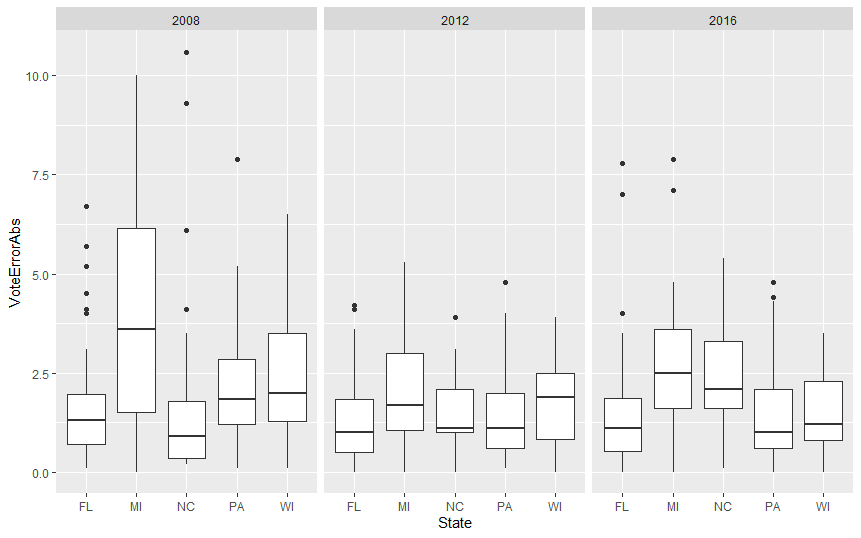 2008 2012 2016
10.0
7.5
5.0
2.5
0.0
VoteErrorAbs
FL MI NC PA WI FL MI NC PA WI FL MI NC PA WI
State